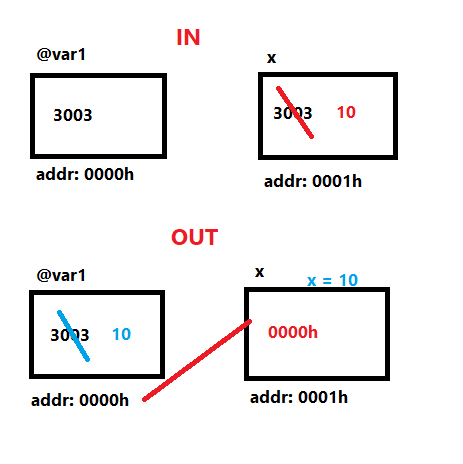 IN
@var1
x
3003
3003 10
addr: 0000h
addr: 0001h
OUT
@var1
x
x = 10
3003 10
0000h
addr: 0000h
addr: 0001h